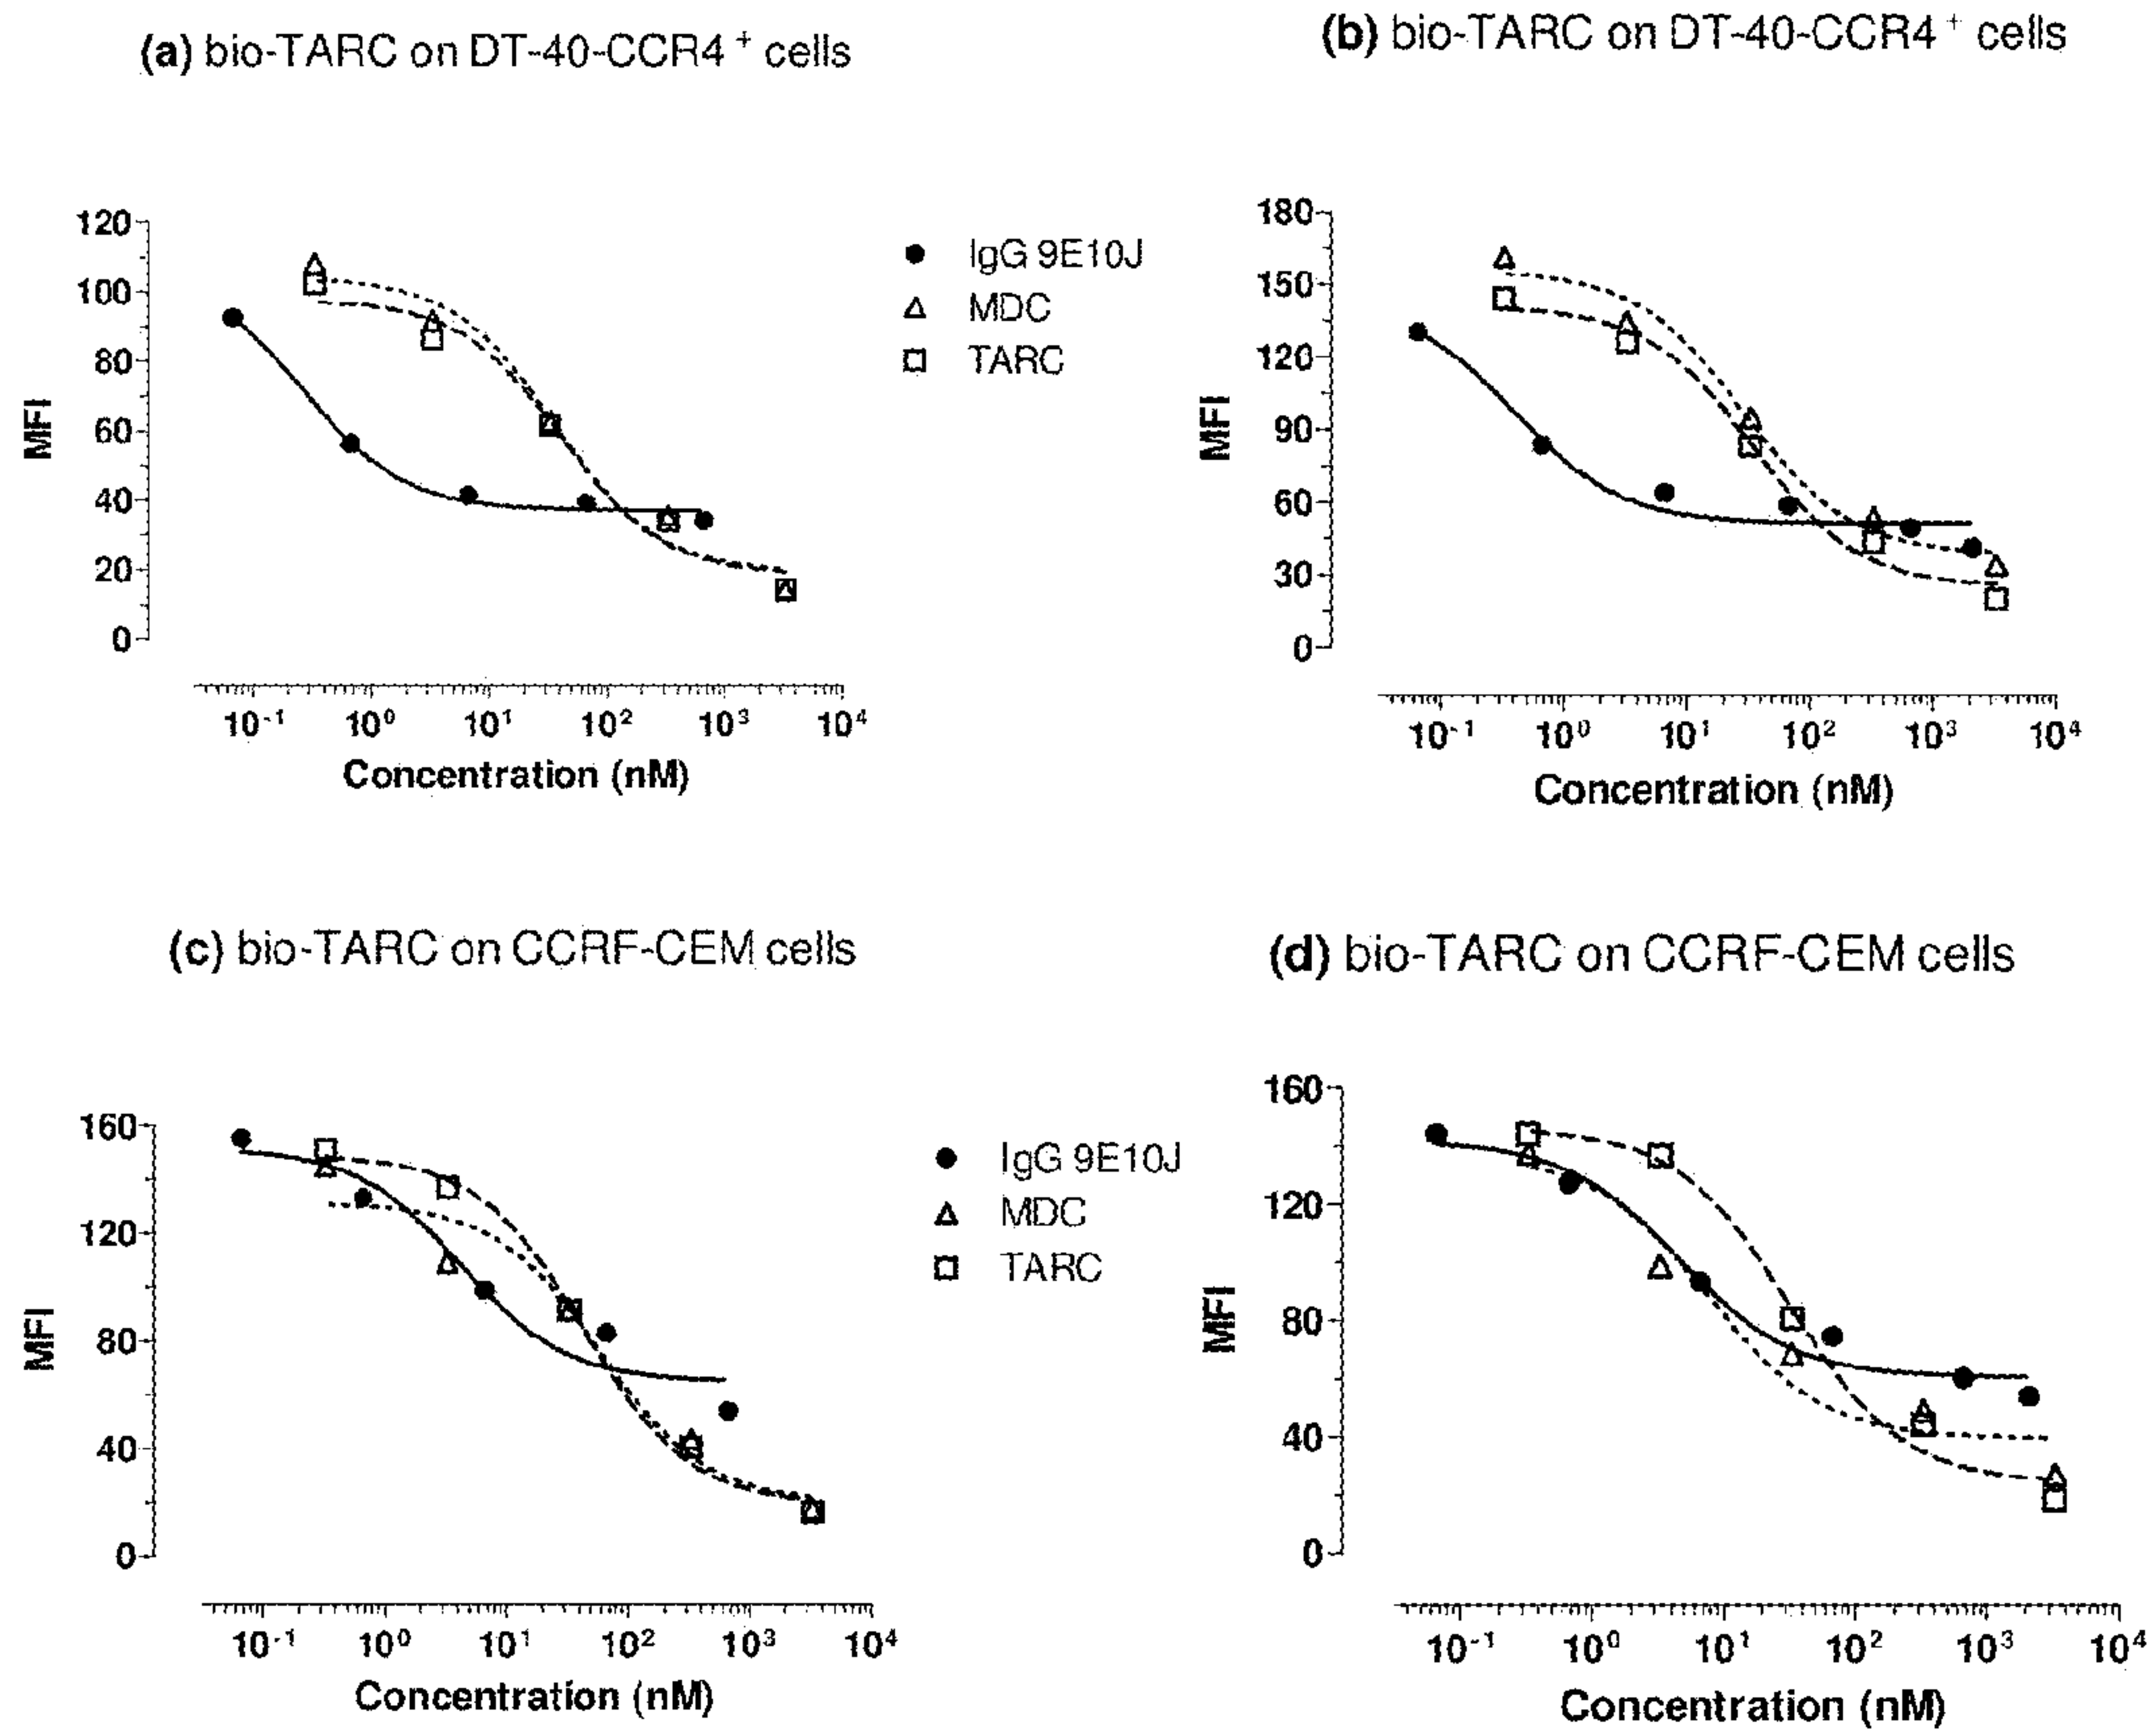 (a) bio-TARC on DT-40-CCR4 + cells
120
100
80
60
40
20
0
MFI
IgG 9E10J
MDC
TARC
10-1 100 101 102 103 104
Concentration (nM)
(b) bio-TARC on DT-40-CCR4 + cells
180
150
120
90
60
30
0
MFI
10-1 100 101 102 103 104
Concentration (nM)
(c) bio-TARC on CCRF-CEM cells
160
120
80
40
0
MFI
IgG 9E10J
MDC
TARC
10-1 100 101 102 103 104
Concentration (nM)
(d) bio-TARC on CCRF-CEM cells
160
120
80
40
0
MFI
10-1 100 101 102 103 104
Concentration (nM)